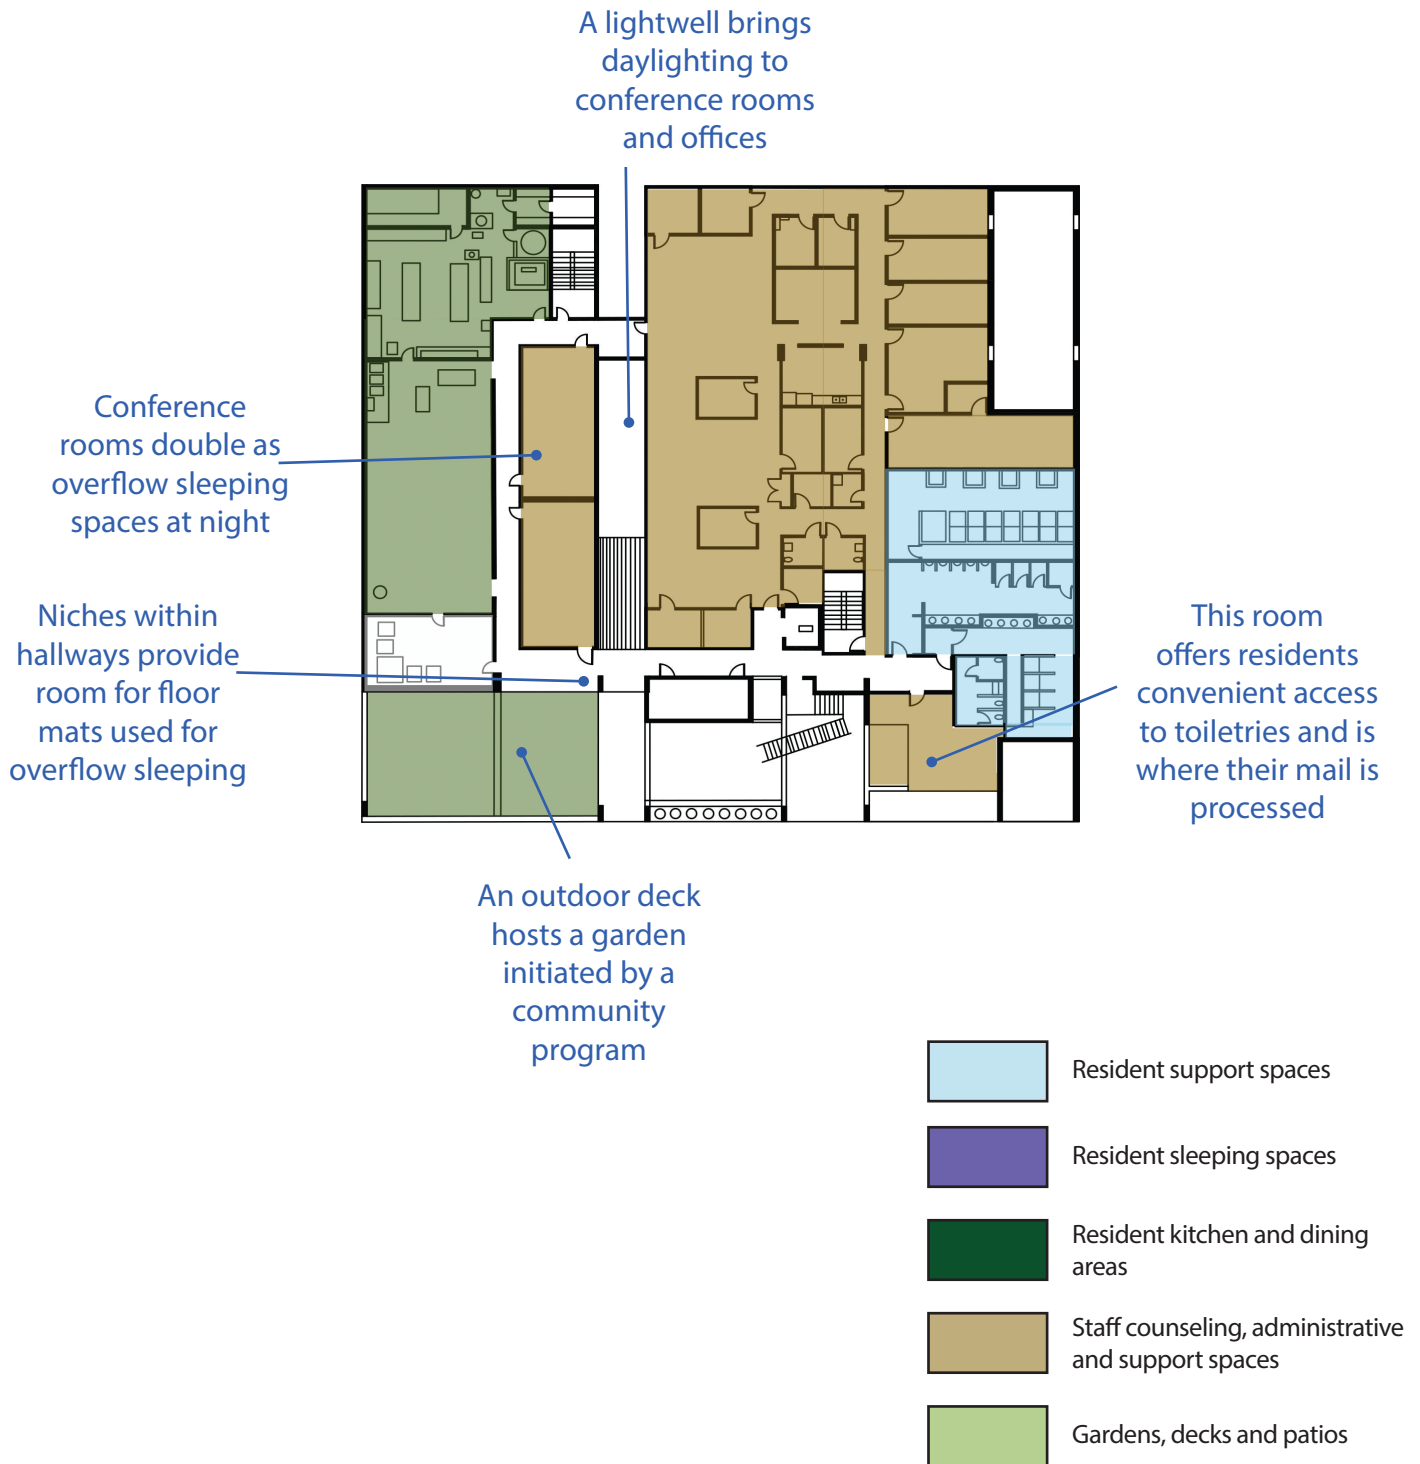 A lightwell brings
daylighting to
conference rooms
and offices
Conference
rooms double as
overflow sleeping
spaces at night
Niches within
hallways provide
room for floor
mats used for
overflow sleeping
This room
offers residents
convenient access
to toiletries and is
where their mail is
processed
An outdoor deck
hosts a garden
initiated by a
community
program
Resident support spaces
Resident sleeping spaces
Resident kitchen and dining
areas
Staff counseling, administrative
and support spaces
Gardens, decks and patios